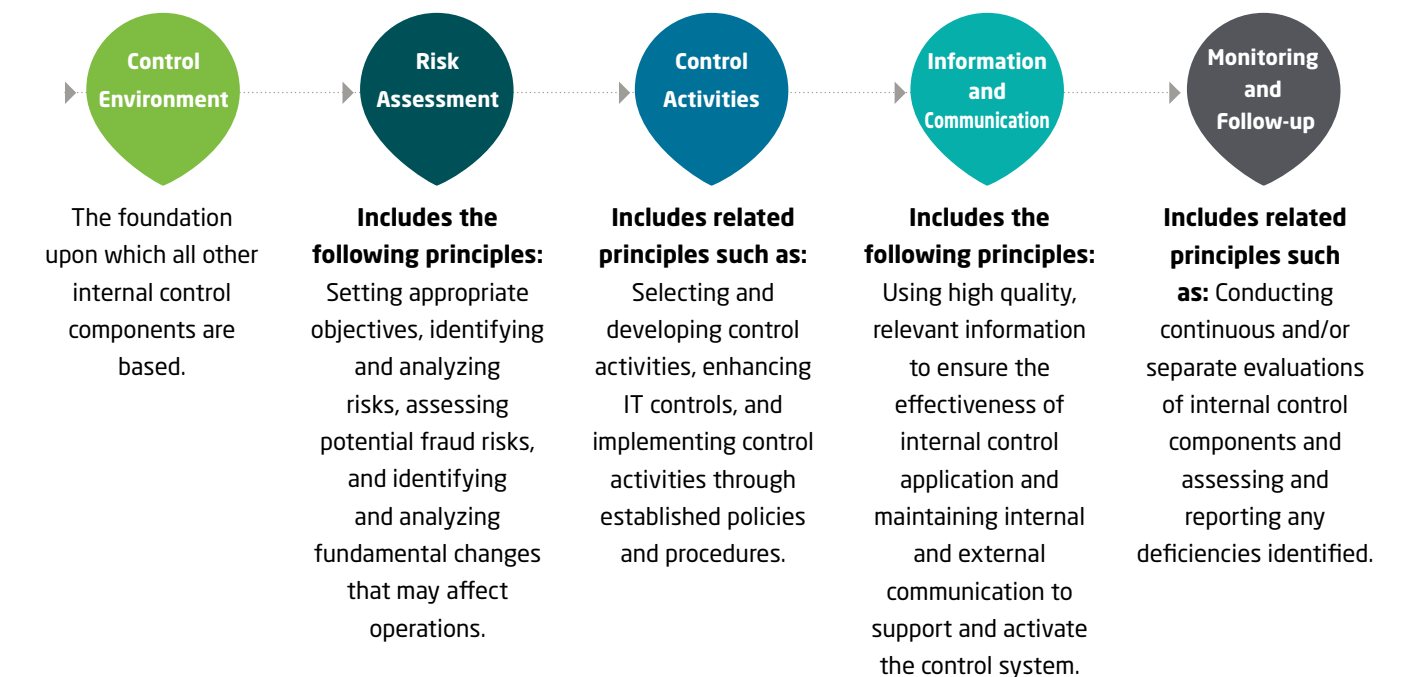 Control
Environment
The foundation
upon which all other
internal control
components are
based.
Risk
Assessment
Includes the
following principles:
Setting appropriate
objectives, identifying
and analyzing
risks, assessing
potential fraud risks,
and identifying
and analyzing
fundamental changes
that may affect
operations.
Control
Activities
Includes related
principles such as:
Selecting and
developing control
activities, enhancing
IT controls, and
implementing control
activities through
established policies
and procedures.
Information
and
Communication
Includes the
following principles:
Using high quality,
relevant information
to ensure the
effectiveness of
internal control
application and
maintaining internal
and external
communication to
support and activate
the control system.
Monitoring
and
Follow-up
Includes related
principles such
as: Conducting
continuous and/or
separate evaluations
of internal control
components and
assessing and
reporting any
deficiencies identified.